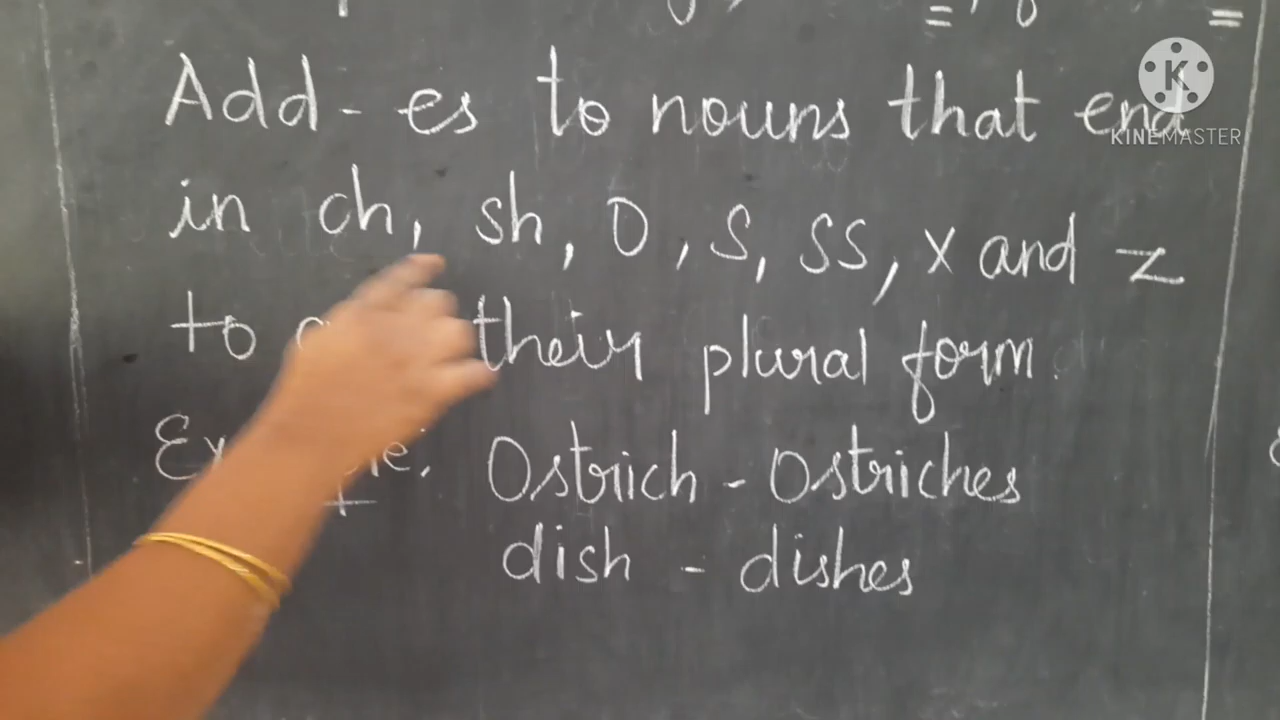 Add - es to nouns that end
in ch, sh, O, S, SS, x and z
to their plural form.
Ostrich - Ostriches
dish - dishes
K
KINEMASTER